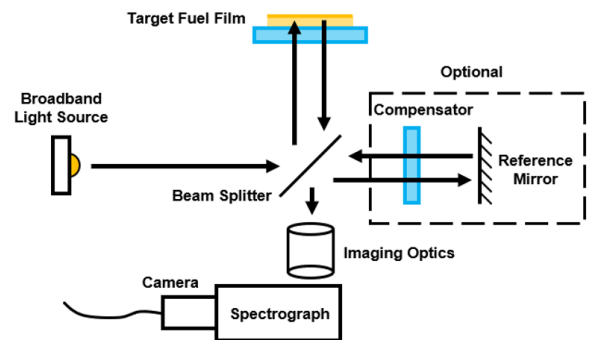 Target Fuel Film
Optional
Broadband
Light Source
Compensator
Reference
Mirror
Beam Splitter
Imaging Optics
Camera
Spectrograph